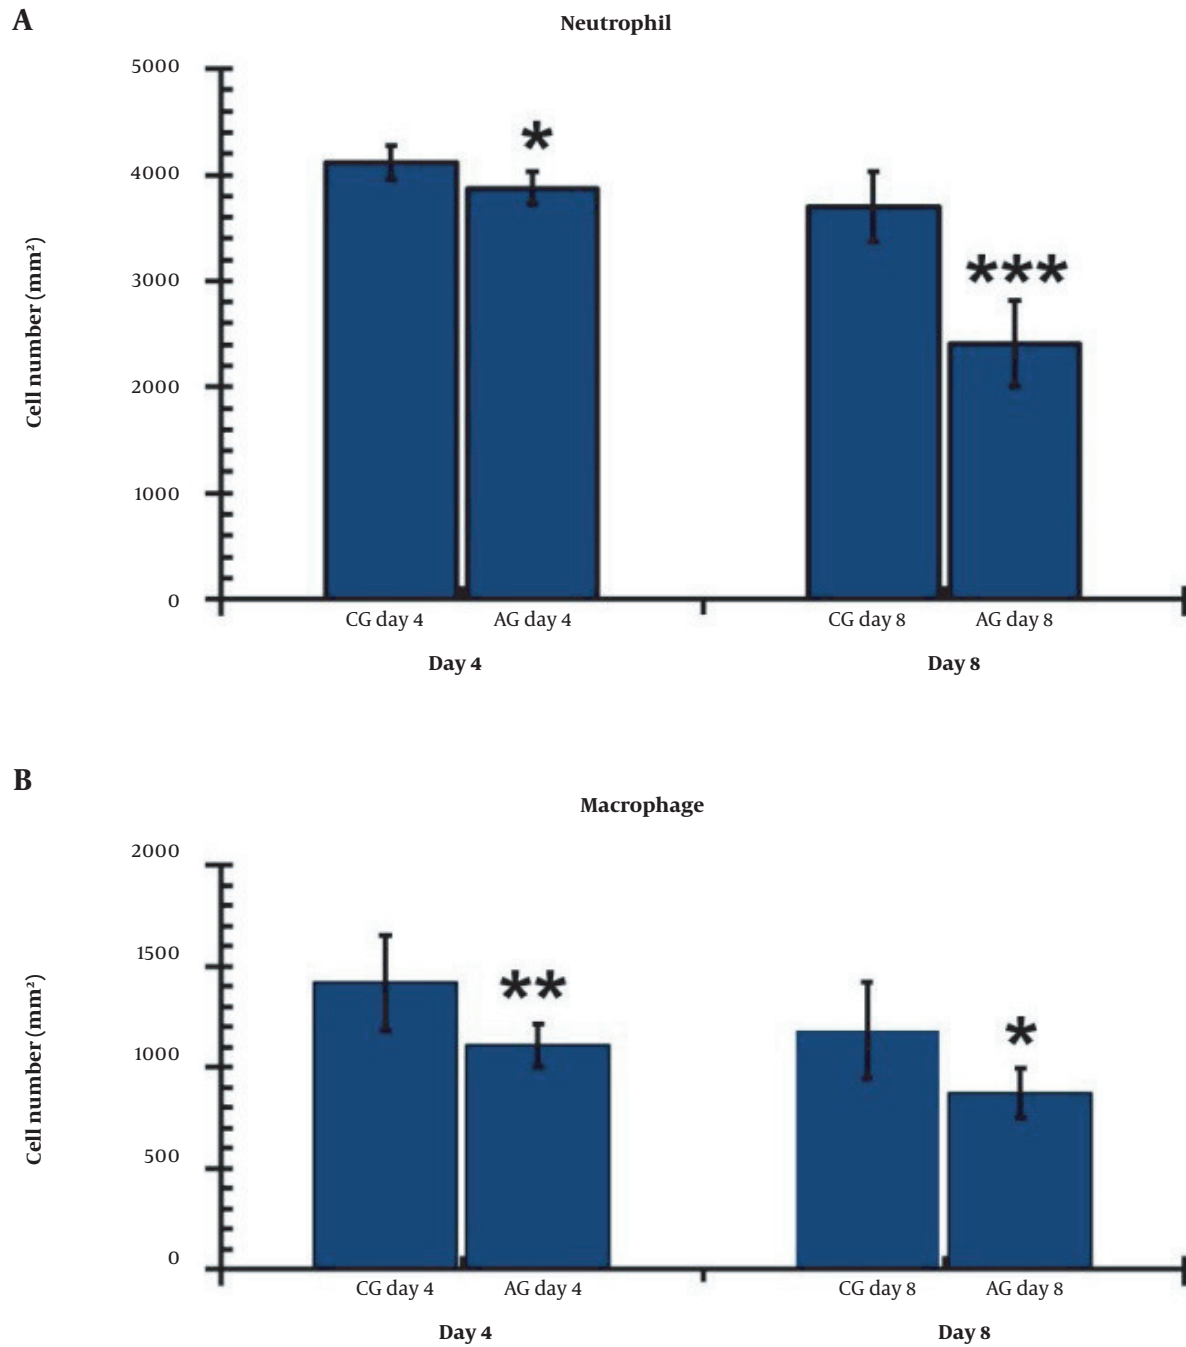 A
Neutrophil
Cell number (mm²)
5000
4000
3000
2000
1000
0
*
***
CG day 4 AG day 4 CG day 8 AG day 8
Day 4 Day 8
B
Macrophage
Cell number (mm²)
2000
1500
1000
500
0
**
*
CG day 4 AG day 4 CG day 8 AG day 8
Day 4 Day 8